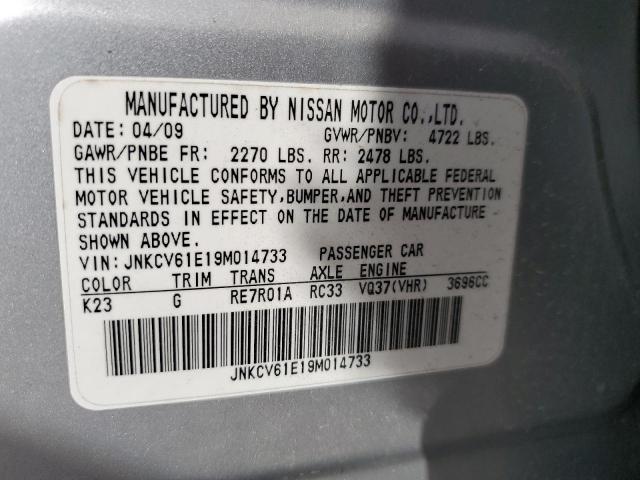 MANUFACTURED BY NISSAN MOTOR CO.,LTD.
DATE: 04/09 GVWR/PNBV: 4722 LBS.
GAWR/PNBE FR: 2270 LBS. RR: 2478 LBS.
THIS VEHICLE CONFORMS TO ALL APPLICABLE FEDERAL
MOTOR VEHICLE SAFETY,BUMPER,AND THEFT PREVENTION
STANDARDS IN EFFECT ON THE DATE OF MANUFACTURE
SHOWN ABOVE.
VIN: JNKCV61E19M014733 PASSENGER CAR
COLOR TRIM TRANS AXLE ENGINE
K23 G RE7R01A RC33 VQ37(VHR) 3696CC
JNKCV61E19M014733